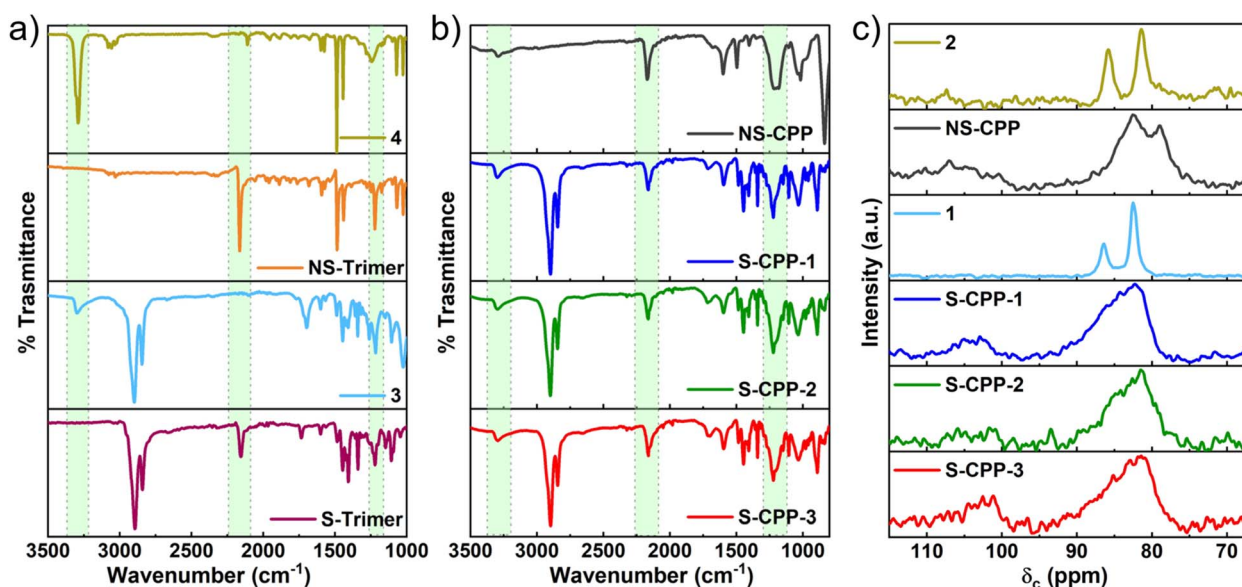 a)
% Trasmittance
4
NS-Trimer
3
S-Trimer
3500 3000 2500 2000 1500 1000
Wavenumber (cm⁻¹)
b)
% Trasmittance
NS-CPP
S-CPP-1
S-CPP-2
S-CPP-3
3500 3000 2500 2000 1500 1000
Wavenumber (cm⁻¹)
c)
Intensity (a.u.)
2
NS-CPP
1
S-CPP-1
S-CPP-2
S-CPP-3
110 100 90 80 70
δc (ppm)